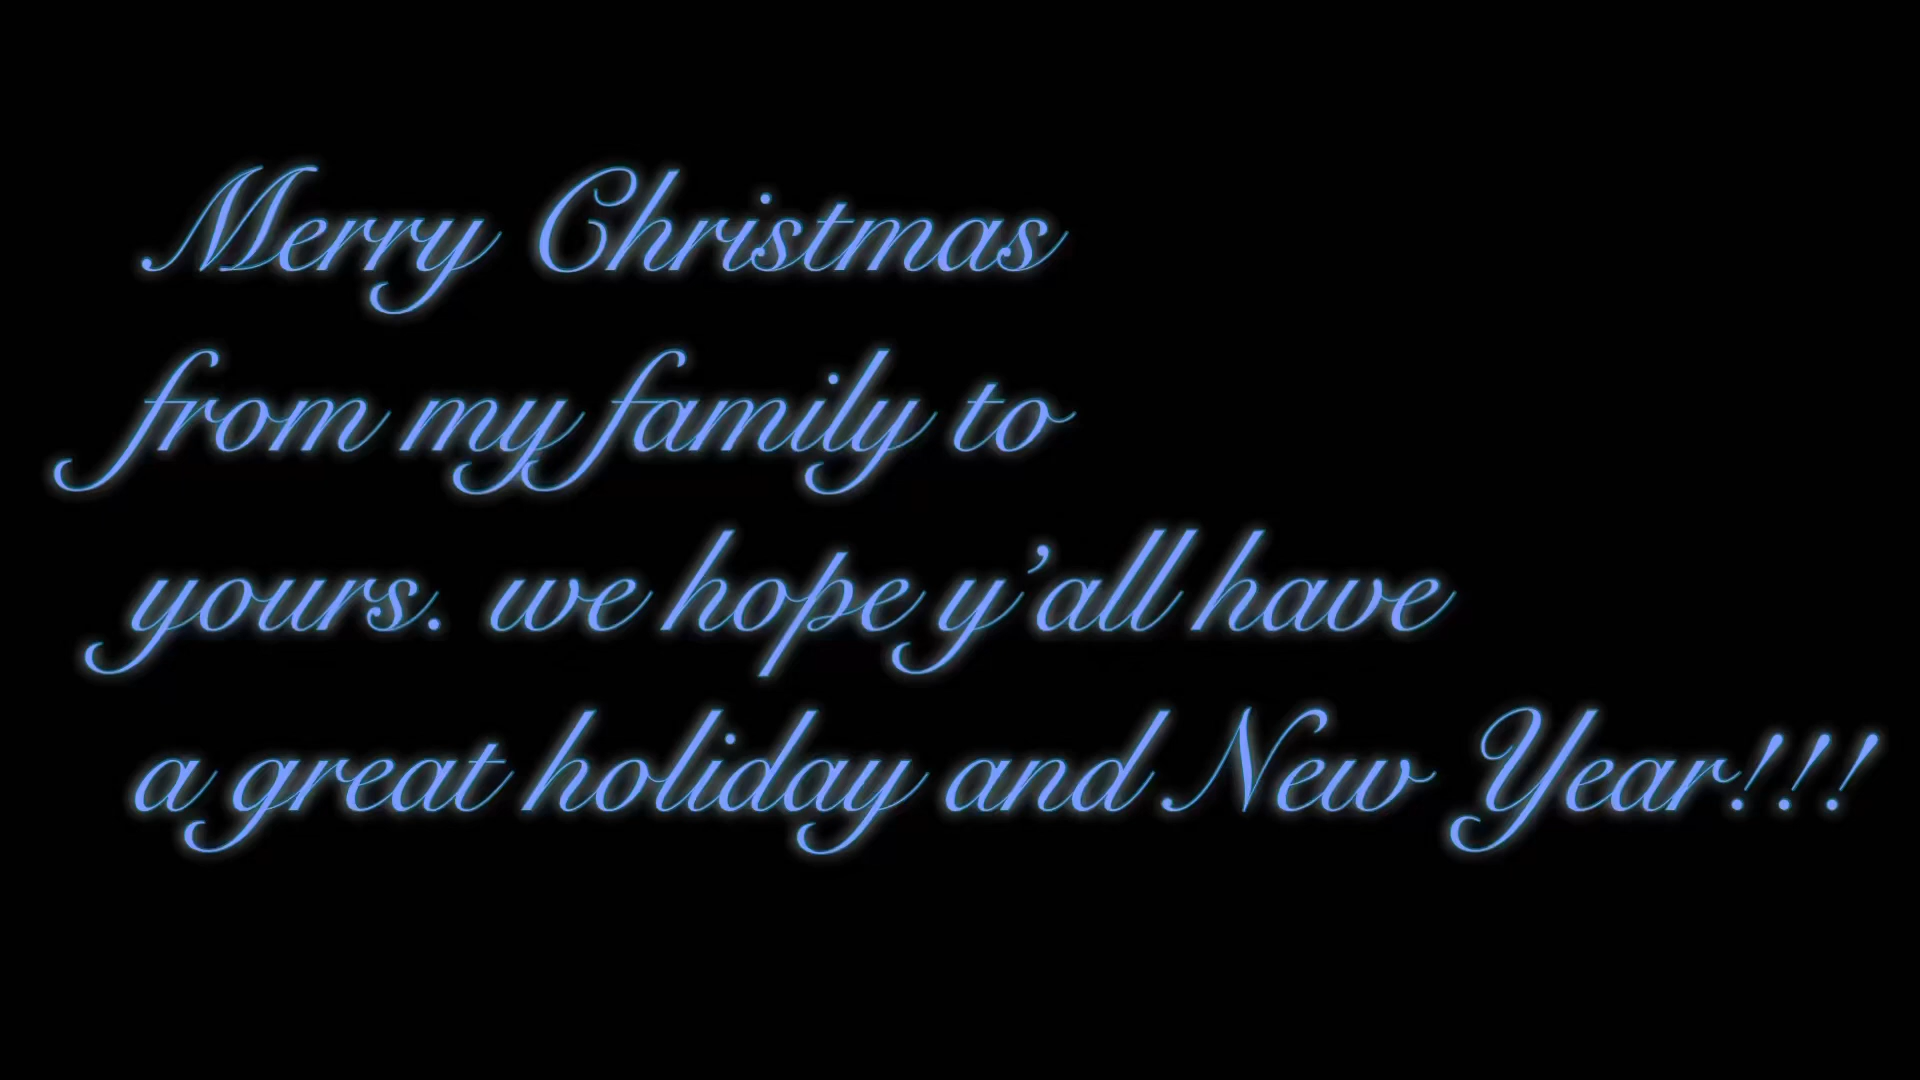 Merry Christmas
from my family to
yours. we hope y’all have
a great holiday and New Year!!!